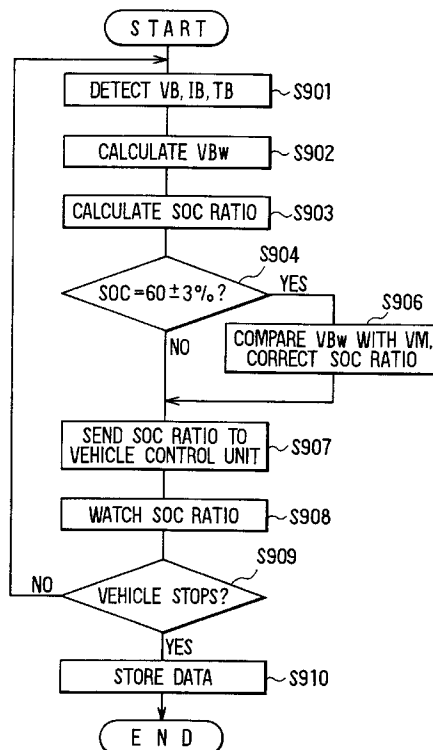 START
DETECT VB, IB, TB
S901
CALCULATE VBW
S902
CALCULATE SOC RATIO
S903
S904
SOC=60±3%?
YES
S906
NO
COMPARE VBW WITH VM,
CORRECT SOC RATIO
SEND SOC RATIO TO
VEHICLE CONTROL UNIT
S907
WATCH SOC RATIO
S908
S909
NO
VEHICLE STOPS?
YES
STORE DATA
S910
END